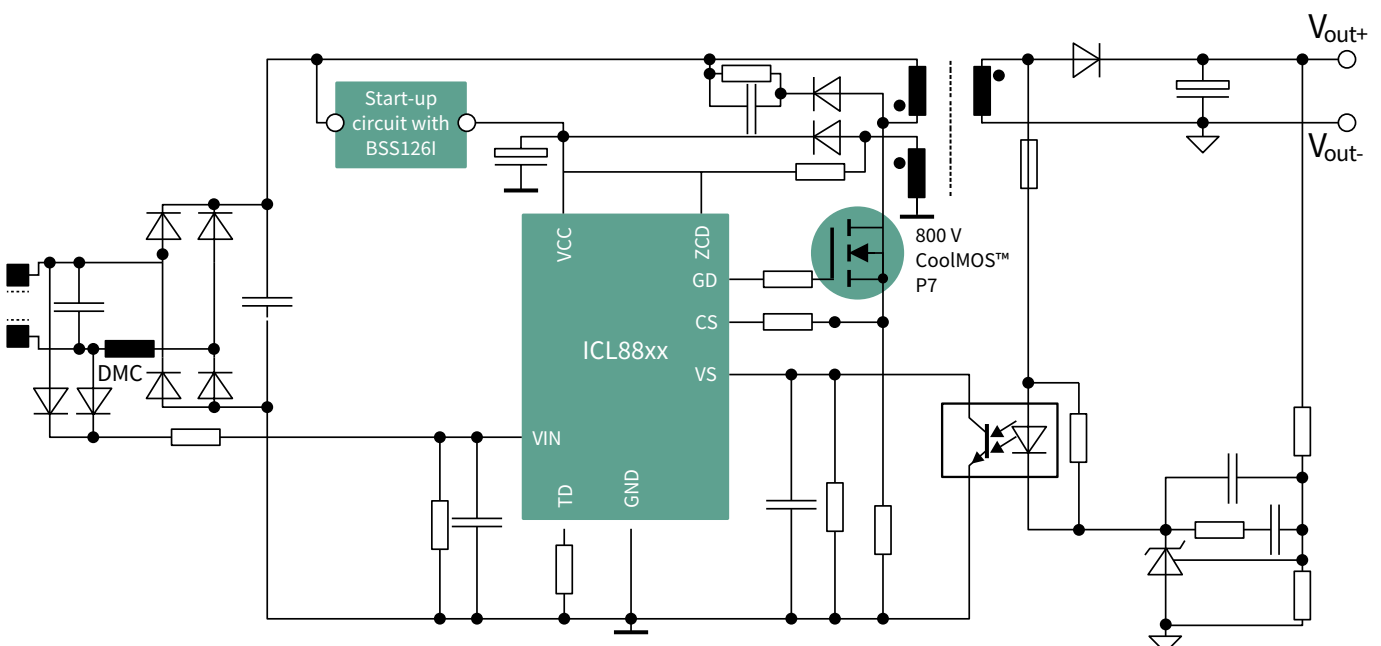 Vout+
Start-up
circuit with
BSS126I
Vout-
VCC
ZCD
800 V
CoolMOS™
P7
GD
CS
ICL88xx
VS
DMC
VIN
TD
GND